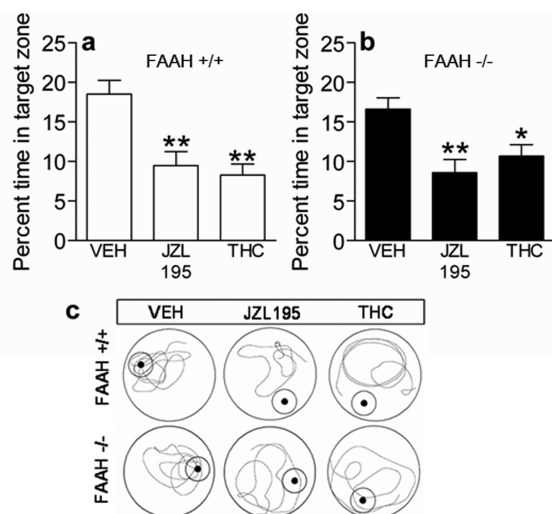 a
FAAH +/+
Percent time in target zone
25
20
15
10
5
0
**
**
VEH JZL 195 THC
b
FAAH -/-
Percent time in target zone
25
20
15
10
5
0
**
*
VEH JZL 195 THC
c
VEH JZL195 THC
FAAH +/+
FAAH -/-